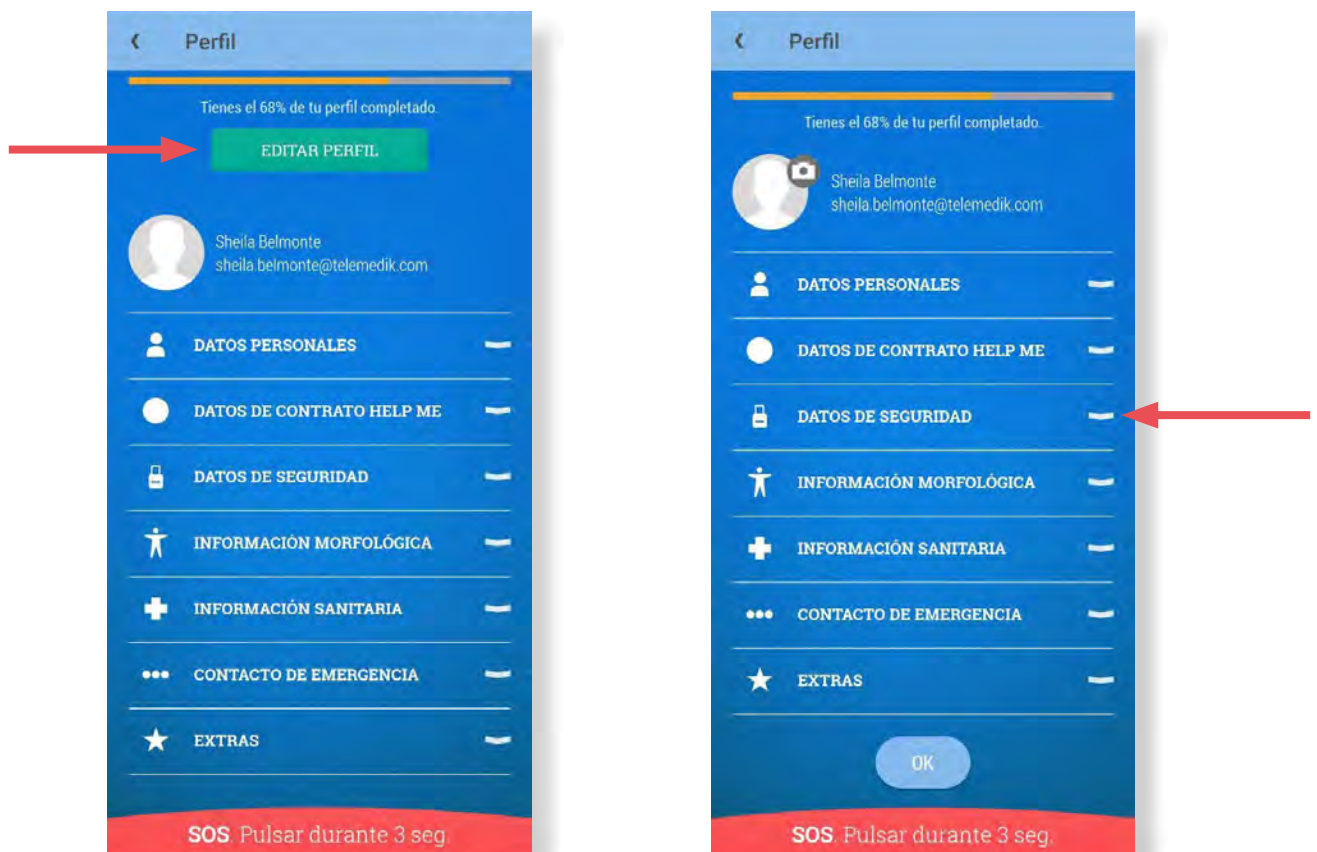 Perfil
Tienes el 68% de tu perfil completado.
EDITAR PERFIL
Sheila Belmonte
sheila.belmonte@telemedik.com
DATOS PERSONALES
DATOS DE CONTRATO HELP ME
DATOS DE SEGURIDAD
INFORMACIÓN MORFOLÓGICA
INFORMACIÓN SANITARIA
CONTACTO DE EMERGENCIA
EXTRAS
SOS. Pulsar durante 3 seg.
Perfil
Tienes el 68% de tu perfil completado.
Sheila Belmonte
sheila.belmonte@telemedik.com
DATOS PERSONALES
DATOS DE CONTRATO HELP ME
DATOS DE SEGURIDAD
INFORMACIÓN MORFOLÓGICA
INFORMACIÓN SANITARIA
CONTACTO DE EMERGENCIA
EXTRAS
OK
SOS. Pulsar durante 3 seg.